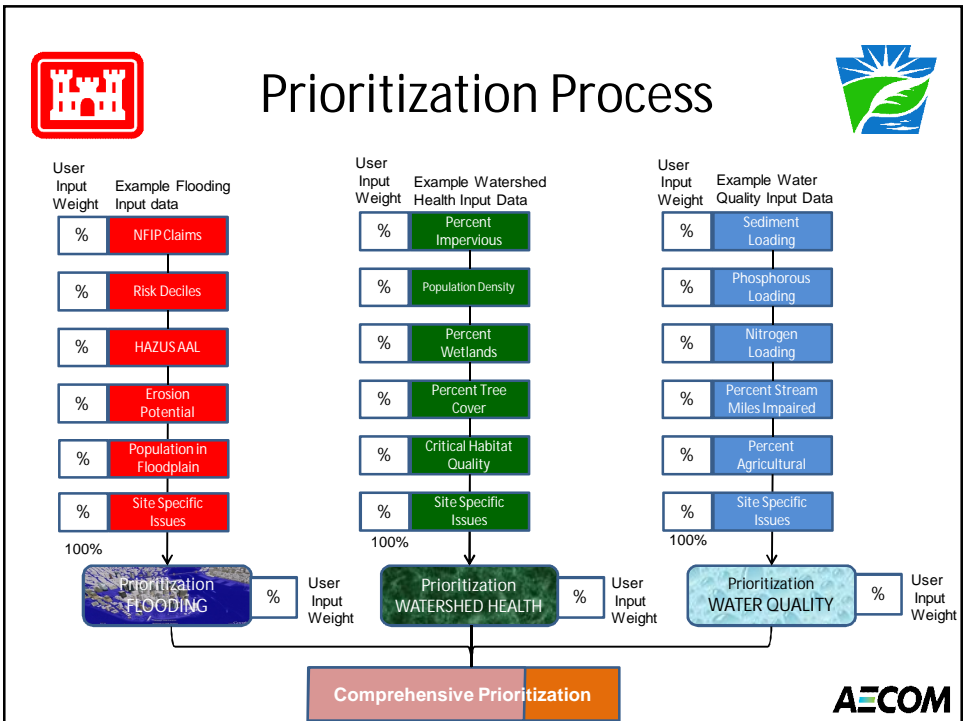 Prioritization Process
User
Input
Weight
Example Flooding
Input data
% NFIP Claims
% Risk Deciles
% HAZUS AAL
% Erosion
Potential
% Population in
Floodplain
% Site Specific
Issues
100%
Prioritization
FLOODING
%
User
Input
Weight
User
Input
Weight
Example Watershed
Health Input Data
% Percent
Impervious
% Population Density
% Percent
Wetlands
% Percent Tree
Cover
% Critical Habitat
Quality
% Site Specific
Issues
100%
Prioritization
WATERSHED HEALTH
%
User
Input
Weight
User
Input
Weight
Example Water
Quality Input Data
% Sediment
Loading
% Phosphorous
Loading
% Nitrogen
Loading
% Percent Stream
Miles Impaired
% Percent
Agricultural
% Site Specific
Issues
100%
Prioritization
WATER QUALITY
%
User
Input
Weight
Comprehensive Prioritization
AECOM